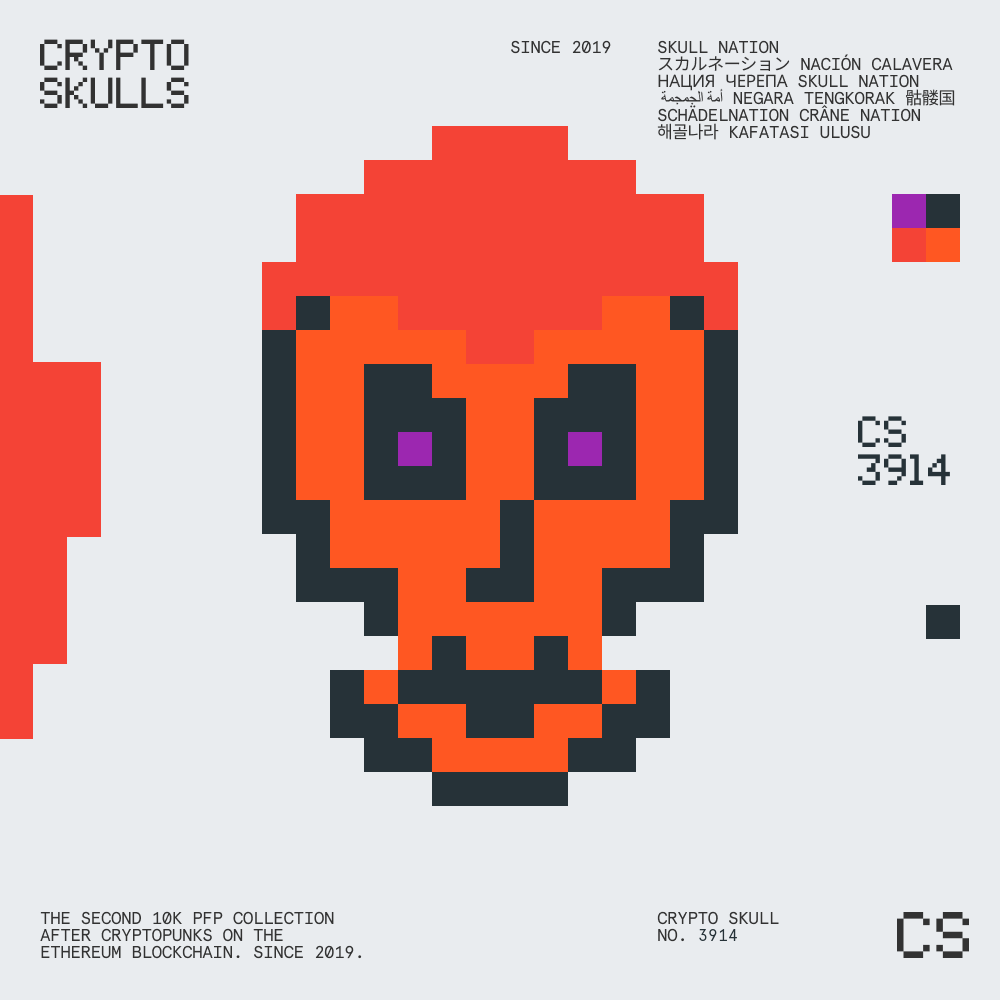 CRYPTO
SKULLS
SINCE 2019
SKULL NATION
スカルネーション NACIÓN CALAVERA
НАЦИЯ ЧЕРЕПА SKULL NATION
أمة الجمجمة NEGARA TENGKORAK 骷髅国
SCHÄDELNATION CRÂNE NATION
해골나라 KAFATASI ULUSU
CS
3914
THE SECOND 10K PFP COLLECTION
AFTER CRYPTOPUNKS ON THE
ETHEREUM BLOCKCHAIN. SINCE 2019.
CRYPTO SKULL
NO. 3914
CS